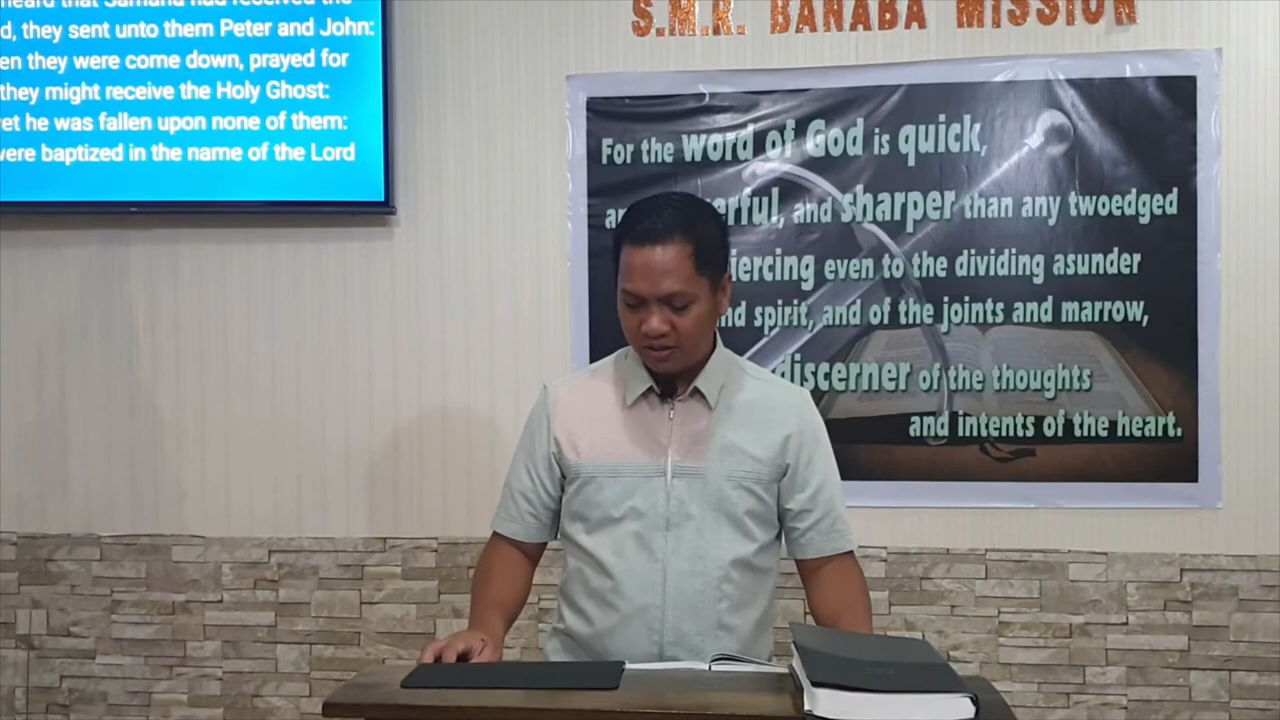 heard that Samaria had received the
d, they sent unto them Peter and John:
en they were come down, prayed for
they might receive the Holy Ghost:
et he was fallen upon none of them:
were baptized in the name of the Lord
S.M.R. BANABA MISSION
For the word of God is quick,
erful, and sharper than any twoedged
iercing even to the dividing asunder
nd spirit, and of the joints and marrow,
discerner of the thoughts
and intents of the heart.